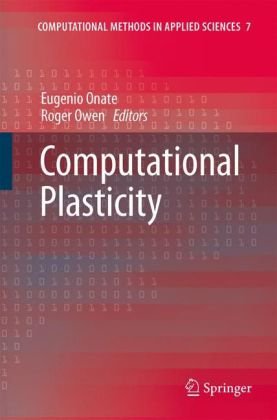 COMPUTATIONAL METHODS IN APPLIED SCIENCES 7
Eugenio Onate
Roger Owen Editors
Computational
Plasticity
Springer